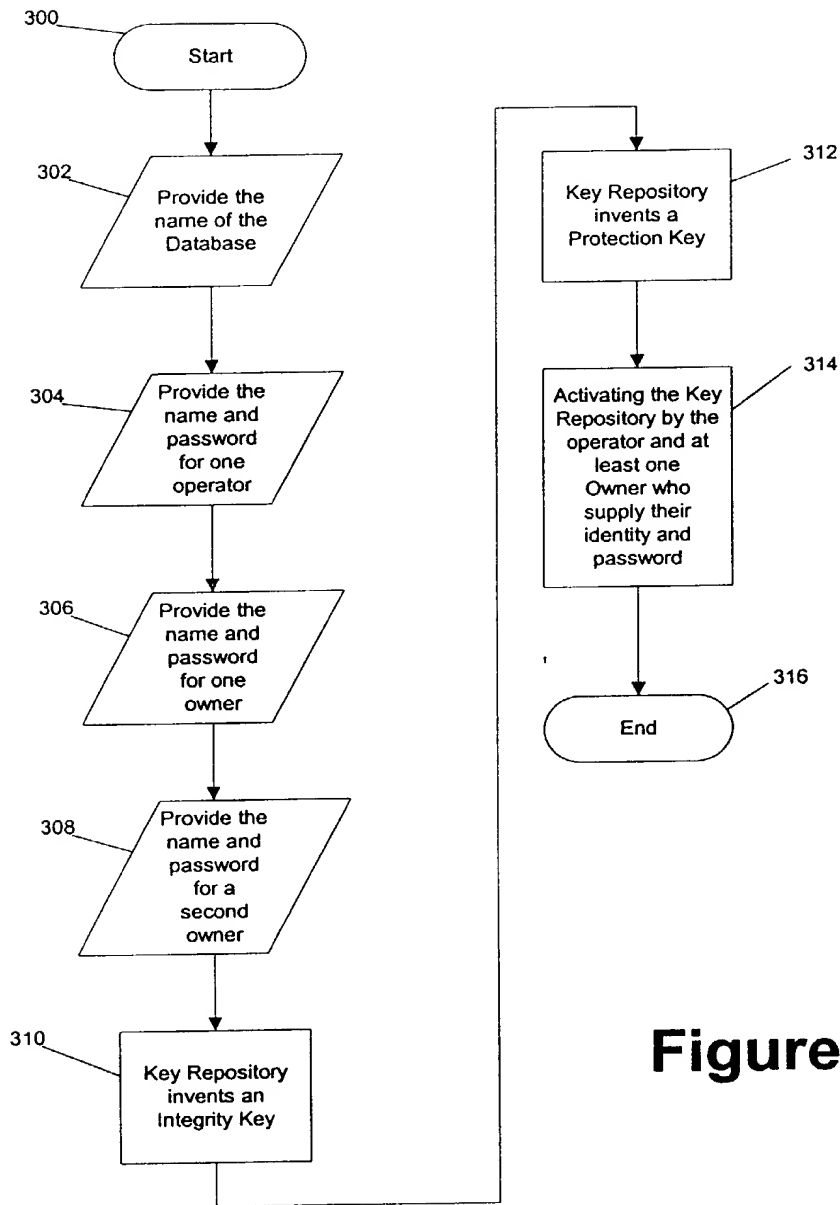 300
Start
302
Provide the
name of the
Database
304
Provide the
name and
password
for one
operator
306
Provide the
name and
password
for one
owner
308
Provide the
name and
password
for a
second
owner
310
Key Repository
invents an
Integrity Key
312
Key Repository
invents a
Protection Key
314
Activating the Key
Repository by the
operator and at
least one
Owner who
supply their
identity and
password
316
End
Figure